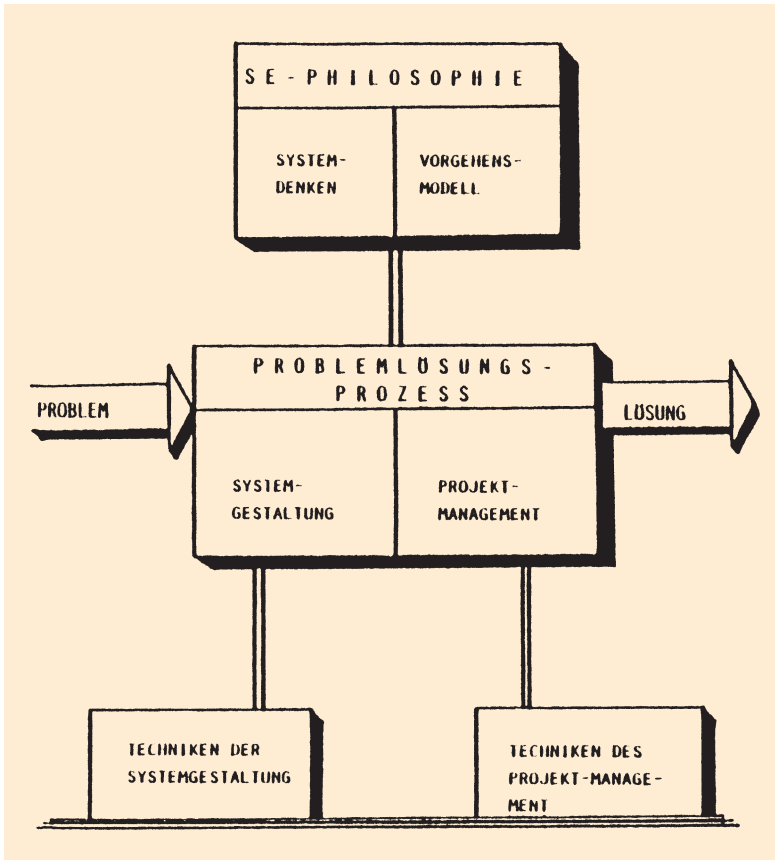 SE-PHILOSOPHIE
SYSTEM-
DENKEN
VORGEHENS-
MODELL
PROBLEMLÖSUNGS-
PROZESS
PROBLEM
LÖSUNG
SYSTEM-
GESTALTUNG
PROJEKT-
MANAGEMENT
TECHNIKEN DER
SYSTEMGESTALTUNG
TECHNIKEN DES
PROJEKT-MANAGE-
MENT